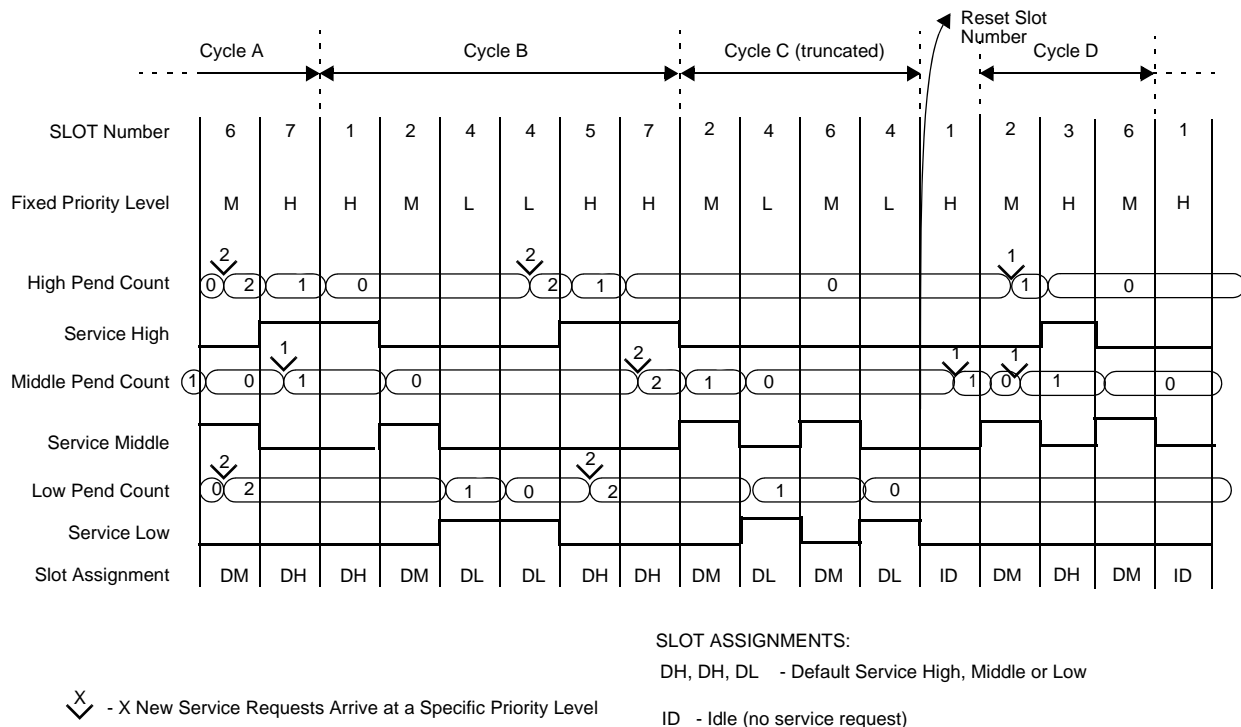 Reset Slot
Number
Cycle A Cycle B Cycle C (truncated) Cycle D
SLOT Number 6 7 1 2 4 4 5 7 2 4 6 4 1 2 3 6 1
Fixed Priority Level M H H M L L H H M L M L H M H M H
2 2 1
High Pend Count 0 2 1 0 2 1 0 1 0
Service High
1 2 1 1
Middle Pend Count 1 0 1 0 2 1 0 1 0 1 0
Service Middle
2 2
Low Pend Count 0 2 1 0 2 1 0
Service Low
Slot Assignment DM DH DH DM DL DL DH DH DM DL DM DL ID DM DH DM ID
SLOT ASSIGNMENTS:
DH, DH, DL - Default Service High, Middle or Low
X - X New Service Requests Arrive at a Specific Priority Level
ID - Idle (no service request)